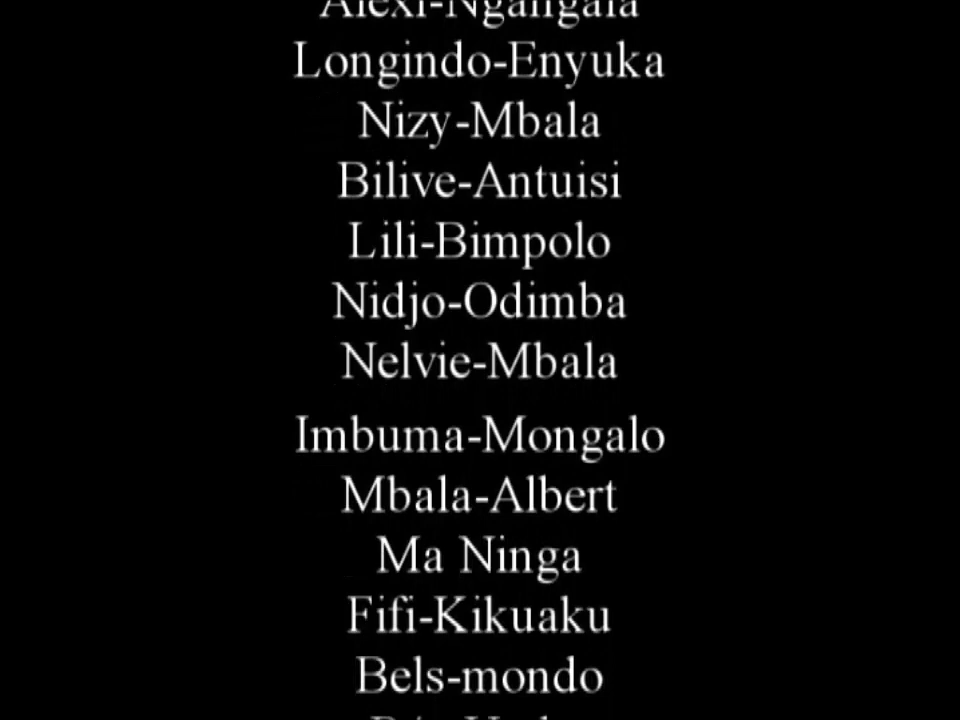 Longindo-Enyuka
Nizy-Mbala
Bilive-Antuisi
Lili-Bimpolo
Nidjo-Odimba
Nelvie-Mbala
Imbuma-Mongalo
Mbala-Albert
Ma Ninga
Fifi-Kikuaku
Bels-mondo